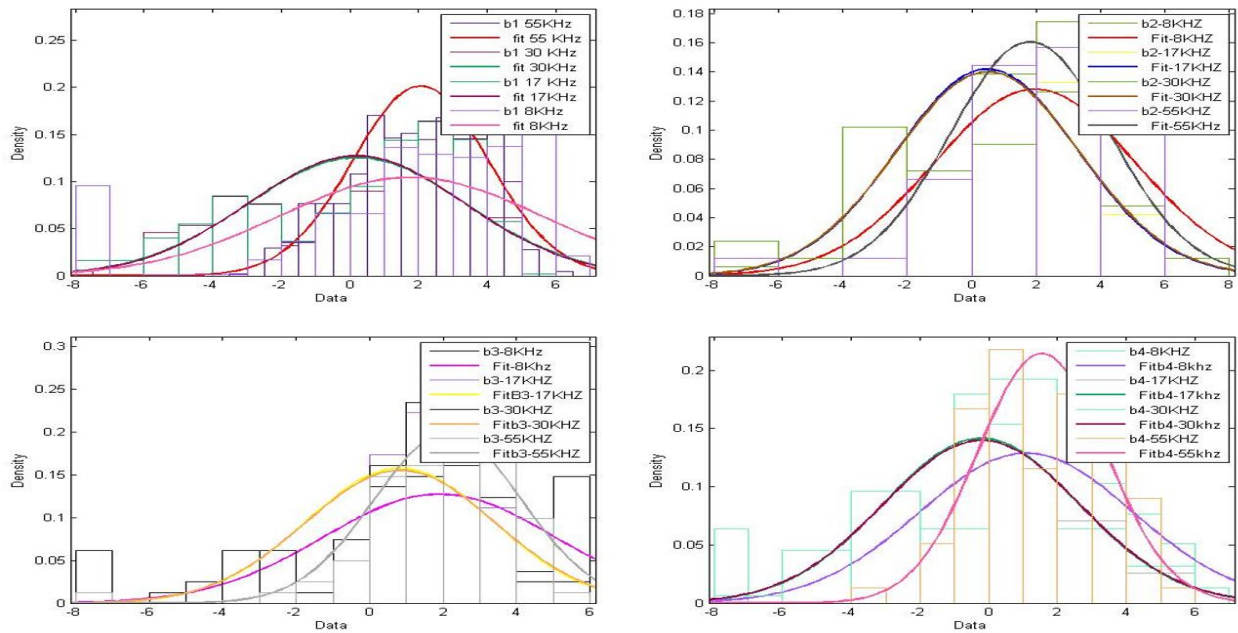 0.25
0.2
0.15
0.1
0.05
0
Density
-8 -6 -4 -2 0 2 4 6
Data
b1 55KHz
fit 55 KHz
b1 30 KHz
fit 30KHz
b1 17 KHz
fit 17KHz
b1 8KHz
fit 8KHz
0.18
0.16
0.14
0.12
0.1
0.08
0.06
0.04
0.02
0
Density
-8 -6 -4 -2 0 2 4 6 8
Data
b2-8KHZ
Fit-8KHZ
b2-17KHZ
Fit-17KHZ
b2-30KHZ
Fit-30KHZ
b2-55KHZ
Fit-55KHz
0.3
0.25
0.2
0.15
0.1
0.05
0
Density
-8 -6 -4 -2 0 2 4 6
Data
b3-8KHz
Fit-8Khz
b3-17KHZ
FitB3-17KHZ
b3-30KHZ
Fitb3-30KHZ
b3-55KHZ
Fitb3-55KHZ
0.2
0.15
0.1
0.05
0
Density
-8 -6 -4 -2 0 2 4 6
Data
b4-8KHZ
Fitb4-8khz
b4-17KHZ
Fitb4-17khz
b4-30KHZ
Fitb4-30khz
b4-55KHZ
Fitb4-55khz